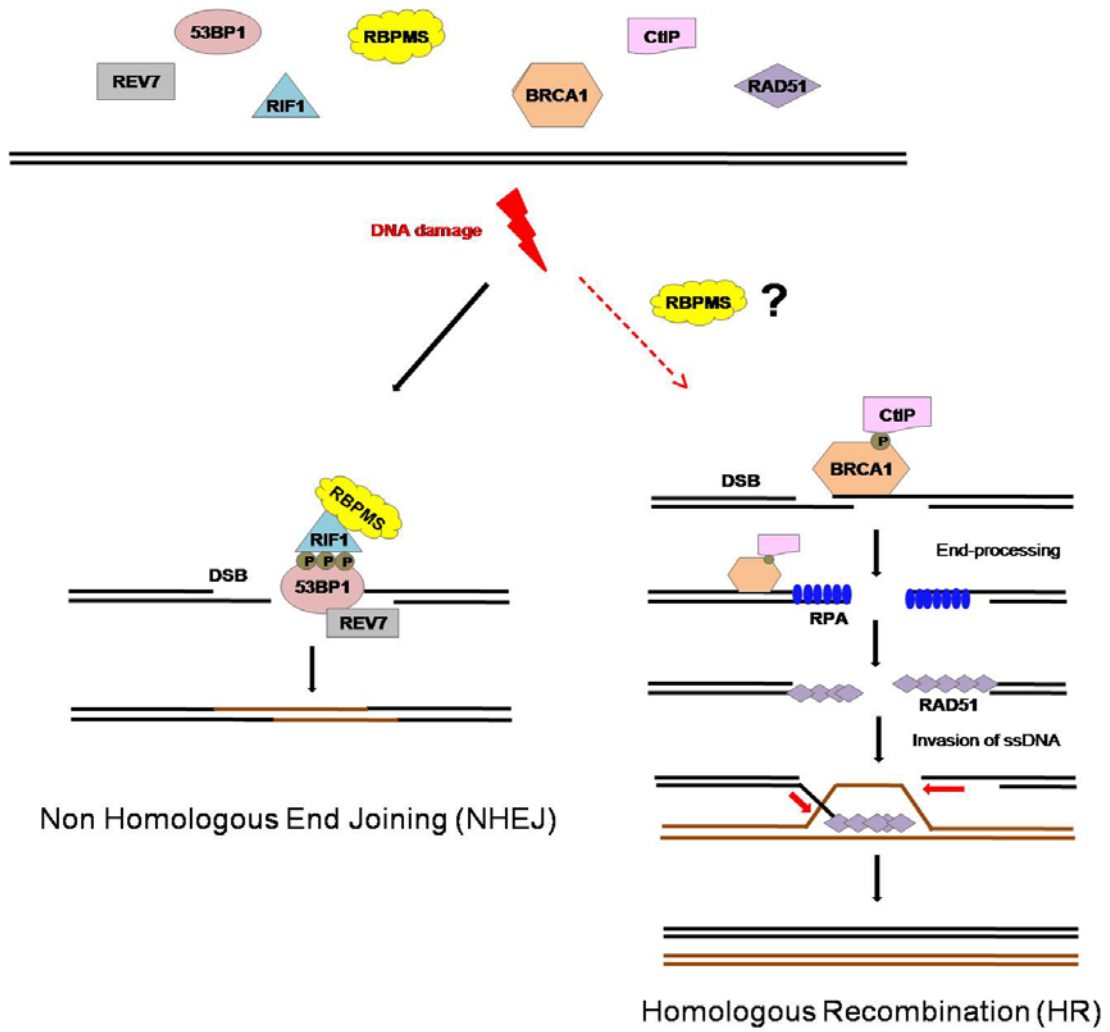 53BP1
RBPMS
CtIP
REV7
RIF1
BRCA1
RAD51
DNA damage
RBPMS ?
CtIP
P
BRCA1
DSB
RBPMS
RIF1
P P P
DSB
53BP1
REV7
End-processing
RPA
RAD51
Invasion of ssDNA
Non Homologous End Joining (NHEJ)
Homologous Recombination (HR)